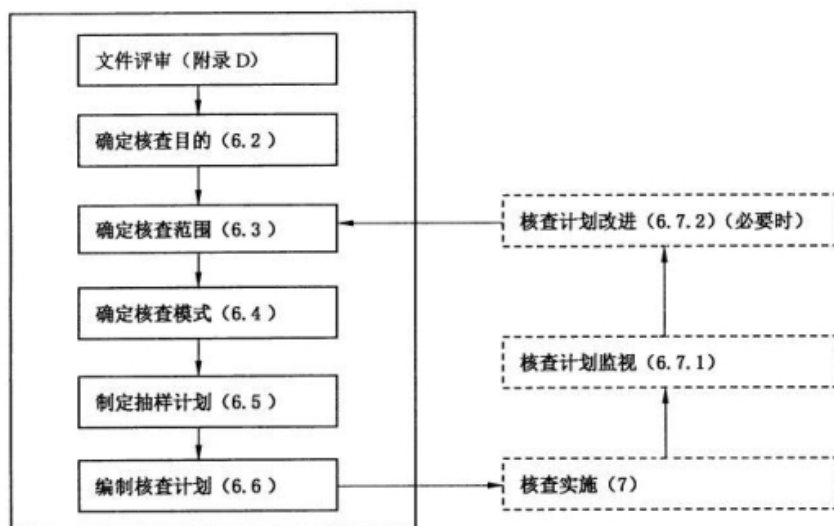 文件评审（附录 D）
确定核查目的（6.2）
确定核查范围（6.3）
确定核查模式（6.4）
制定抽样计划（6.5）
编制核查计划（6.6）
核查计划改进（6.7.2）（必要时）
核查计划监视（6.7.1）
核查实施（7）